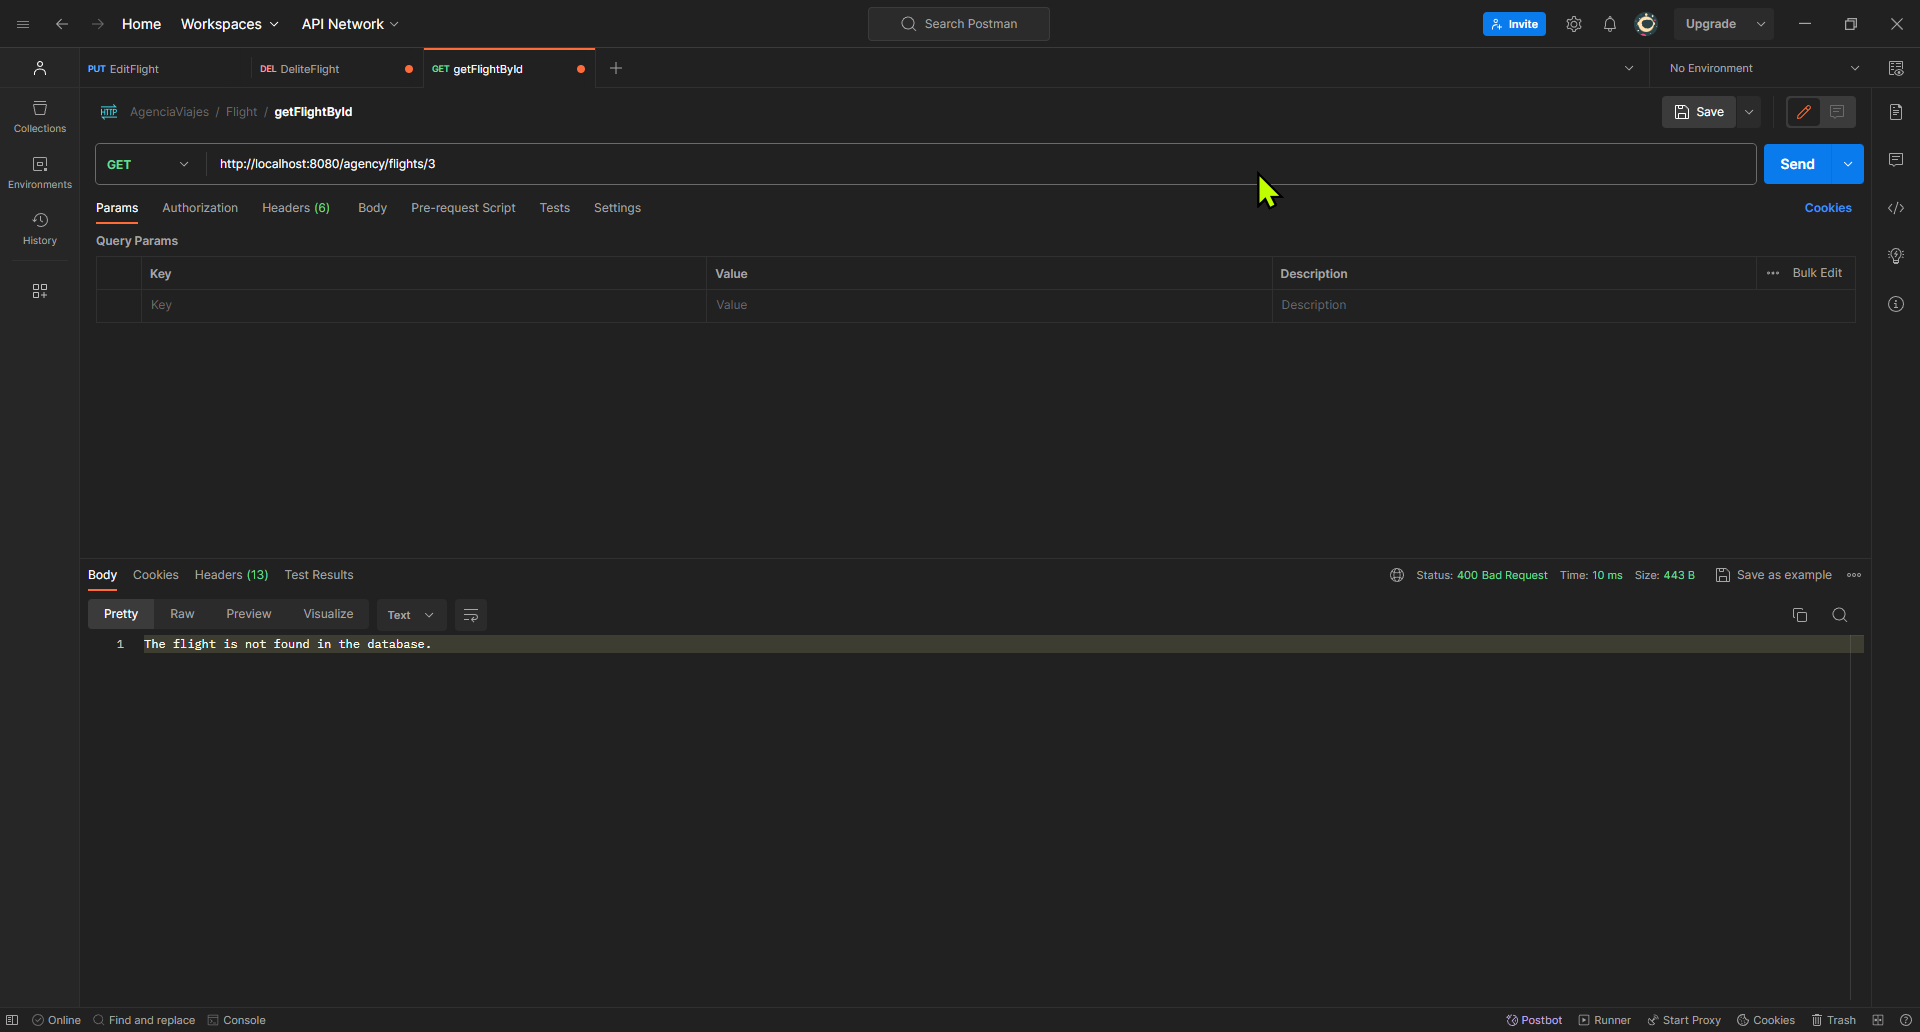 Home Workspaces API Network Search Postman Invite Upgrade
PUT EditFlight DEL DeliteFlight GET getFlightById No Environment
HTTP AgenciaViajes / Flight / getFlightById Save
Collections
GET http://localhost:8080/agency/flights/3 Send
Environments
Params Authorization Headers (6) Body Pre-request Script Tests Settings Cookies
History
Query Params
Key Value Description Bulk Edit
Key Value Description
Body Cookies Headers (13) Test Results Status: 400 Bad Request Time: 10 ms Size: 443 B Save as example
Pretty Raw Preview Visualize Text
1 The flight is not found in the database.
Online Find and replace Console Postbot Runner Start Proxy Cookies Trash